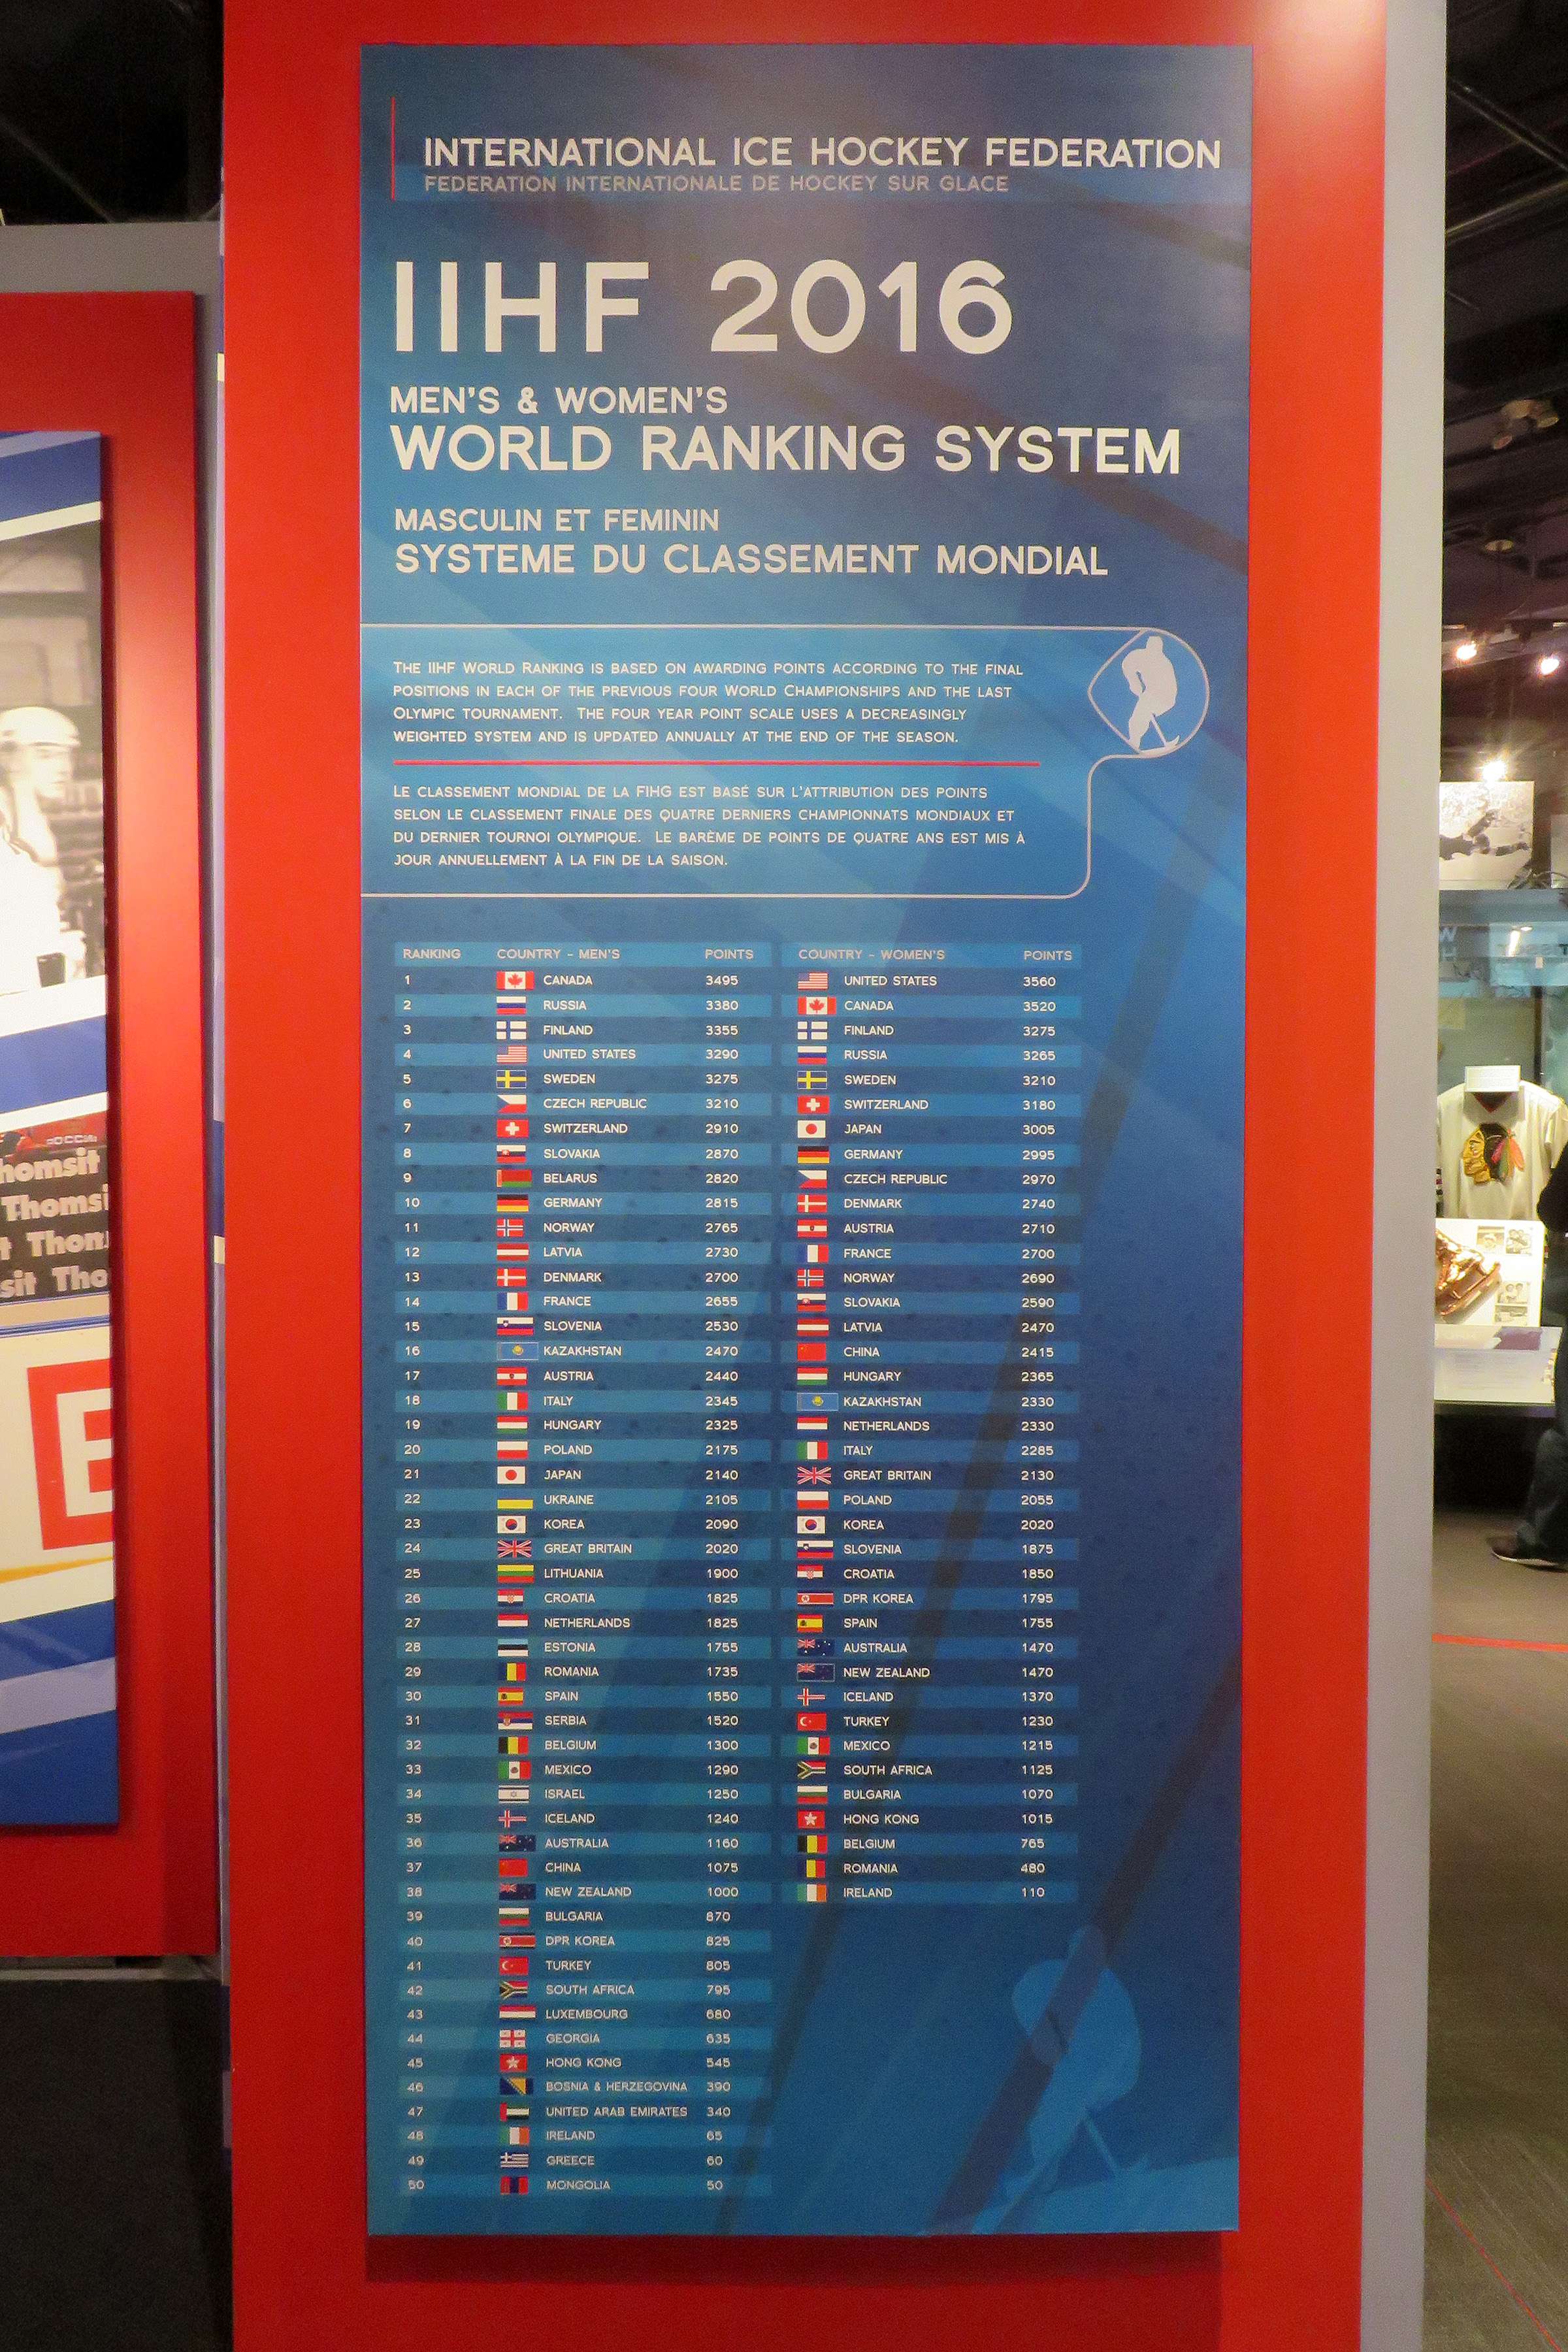 INTERNATIONAL ICE HOCKEY FEDERATION
FEDERATION INTERNATIONALE DE HOCKEY SUR GLACE
IIHF 2016
MEN'S & WOMEN'S
WORLD RANKING SYSTEM
MASCULIN ET FEMININ
SYSTEME DU CLASSEMENT MONDIAL
THE IIHF WORLD RANKING IS BASED ON AWARDING POINTS ACCORDING TO THE FINAL
POSITIONS IN EACH OF THE PREVIOUS FOUR WORLD CHAMPIONSHIPS AND THE LAST
OLYMPIC TOURNAMENT. THE FOUR YEAR POINT SCALE USES A DECREASINGLY
WEIGHTED SYSTEM AND IS UPDATED ANNUALLY AT THE END OF THE SEASON.
LE CLASSEMENT MONDIAL DE LA FIHG EST BASÉ SUR L'ATTRIBUTION DES POINTS
SELON LE CLASSEMENT FINALE DES QUATRE DERNIERS CHAMPIONNATS MONDIAUX ET
DU DERNIER TOURNOI OLYMPIQUE. LE BARÈME DE POINTS DE QUATRE ANS EST MIS À
JOUR ANNUELLEMENT À LA FIN DE LA SAISON.
RANKING COUNTRY - MEN'S POINTS COUNTRY - WOMEN'S POINTS
1 CANADA 3495 UNITED STATES 3560
2 RUSSIA 3380 CANADA 3520
3 FINLAND 3355 FINLAND 3275
4 UNITED STATES 3290 RUSSIA 3265
5 SWEDEN 3275 SWEDEN 3210
6 CZECH REPUBLIC 3210 SWITZERLAND 3180
7 SWITZERLAND 2910 JAPAN 3005
8 SLOVAKIA 2870 GERMANY 2995
9 BELARUS 2820 CZECH REPUBLIC 2970
10 GERMANY 2815 DENMARK 2740
11 NORWAY 2765 AUSTRIA 2710
12 LATVIA 2730 FRANCE 2700
13 DENMARK 2700 NORWAY 2690
14 FRANCE 2655 SLOVAKIA 2590
15 SLOVENIA 2530 LATVIA 2470
16 KAZAKHSTAN 2470 CHINA 2415
17 AUSTRIA 2440 HUNGARY 2365
18 ITALY 2345 KAZAKHSTAN 2330
19 HUNGARY 2325 NETHERLANDS 2330
20 POLAND 2175 ITALY 2285
21 JAPAN 2140 GREAT BRITAIN 2130
22 UKRAINE 2105 POLAND 2055
23 KOREA 2090 KOREA 2020
24 GREAT BRITAIN 2020 SLOVENIA 1875
25 LITHUANIA 1900 CROATIA 1850
26 CROATIA 1825 DPR KOREA 1795
27 NETHERLANDS 1825 SPAIN 1755
28 ESTONIA 1755 AUSTRALIA 1470
29 ROMANIA 1735 NEW ZEALAND 1470
30 SPAIN 1550 ICELAND 1370
31 SERBIA 1520 TURKEY 1230
32 BELGIUM 1300 MEXICO 1215
33 MEXICO 1290 SOUTH AFRICA 1125
34 ISRAEL 1250 BULGARIA 1070
35 ICELAND 1240 HONG KONG 1015
36 AUSTRALIA 1160 BELGIUM 765
37 CHINA 1075 ROMANIA 480
38 NEW ZEALAND 1000 IRELAND 110
39 BULGARIA 870
40 DPR KOREA 825
41 TURKEY 805
42 SOUTH AFRICA 795
43 LUXEMBOURG 680
44 GEORGIA 635
45 HONG KONG 545
46 BOSNIA & HERZEGOVINA 390
47 UNITED ARAB EMIRATES 340
48 IRELAND 65
49 GREECE 60
50 MONGOLIA 50
homsit
Thomsi
Thom
sit Tho
E